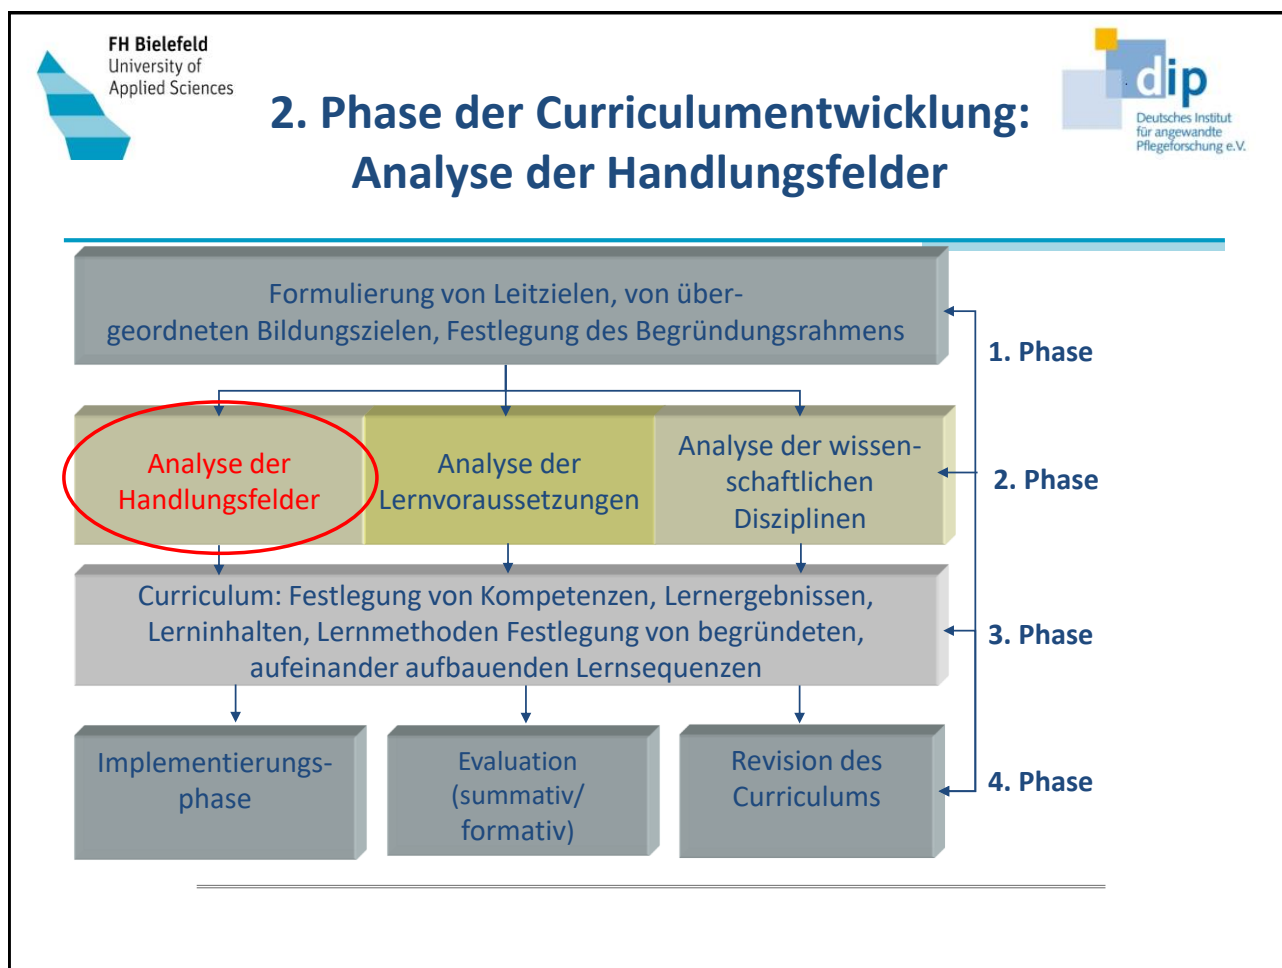 FH Bielefeld
University of
Applied Sciences
dip
Deutsches Institut
für angewandte
Pflegeforschung e.V.
2. Phase der Curriculumentwicklung:
Analyse der Handlungsfelder
Formulierung von Leitzielen, von über-
geordneten Bildungszielen, Festlegung des Begründungsrahmens
1. Phase
Analyse der
Handlungsfelder
Analyse der
Lernvoraussetzungen
Analyse der wissen-
schaftlichen
Disziplinen
2. Phase
Curriculum: Festlegung von Kompetenzen, Lernergebnissen,
Lerninhalten, Lernmethoden Festlegung von begründeten,
aufeinander aufbauenden Lernsequenzen
3. Phase
Implementierungs-
phase
Evaluation
(summativ/
formativ)
Revision des
Curriculums
4. Phase